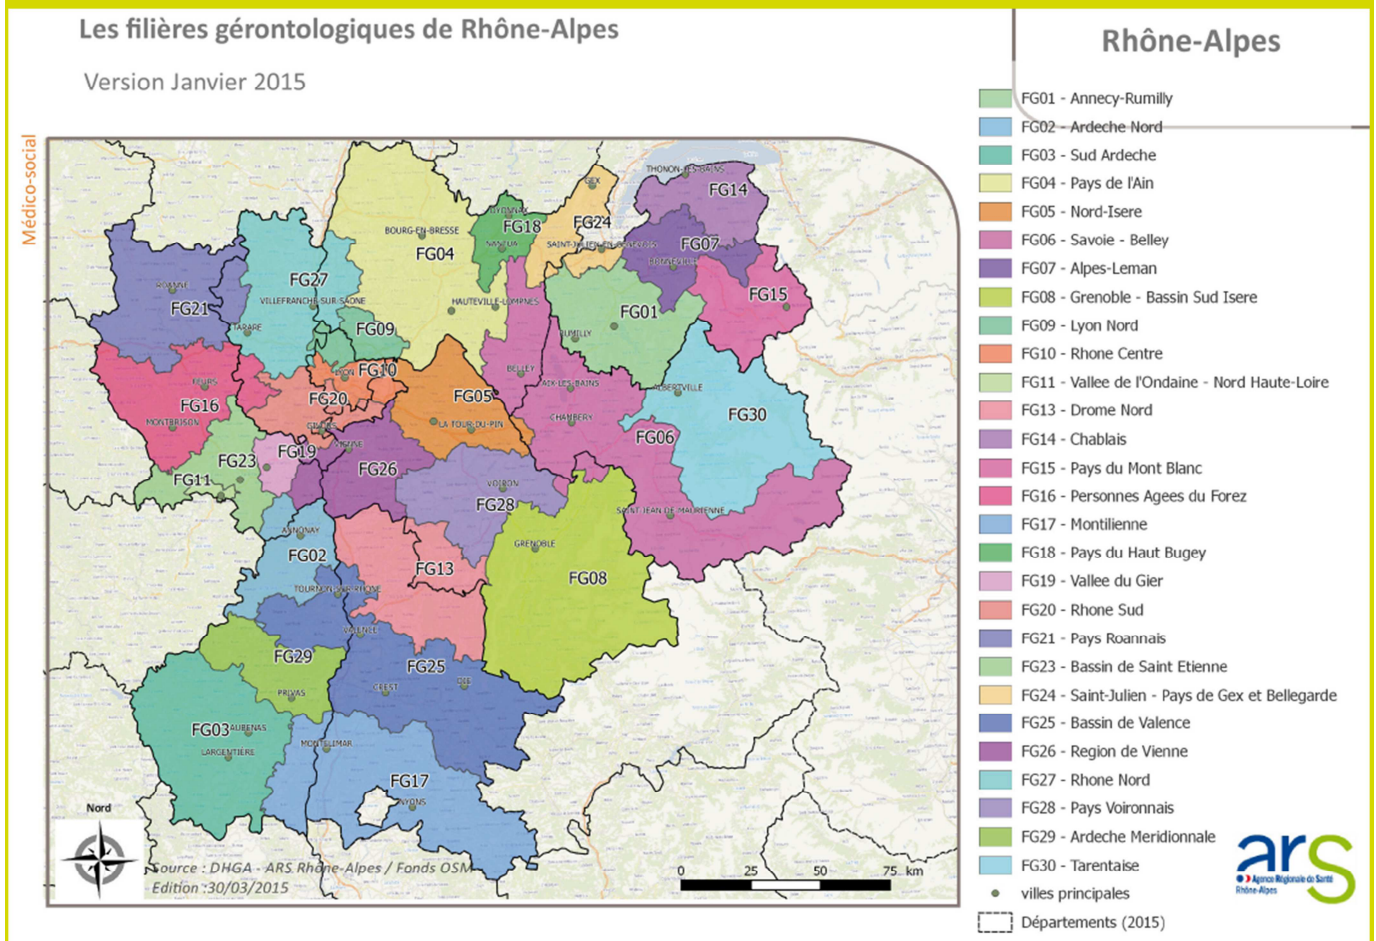 Les filières gérontologiques de Rhône-Alpes
Version Janvier 2015
Médico-social
Rhône-Alpes
FG01 - Annecy-Rumilly
FG02 - Ardeche Nord
FG03 - Sud Ardeche
FG04 - Pays de l'Ain
FG05 - Nord-Isere
FG06 - Savoie - Belley
FG07 - Alpes-Leman
FG08 - Grenoble - Bassin Sud Isere
FG09 - Lyon Nord
FG10 - Rhone Centre
FG11 - Vallee de l'Ondaine - Nord Haute-Loire
FG13 - Drome Nord
FG14 - Chablais
FG15 - Pays du Mont Blanc
FG16 - Personnes Agees du Forez
FG17 - Montilienne
FG18 - Pays du Haut Bugey
FG19 - Vallee du Gier
FG20 - Rhone Sud
FG21 - Pays Roannais
FG23 - Bassin de Saint Etienne
FG24 - Saint-Julien - Pays de Gex et Bellegarde
FG25 - Bassin de Valence
FG26 - Region de Vienne
FG27 - Rhone Nord
FG28 - Pays Voironnais
FG29 - Ardeche Meridionnale
FG30 - Tarentaise
villes principales
Départements (2015)
THONON-LES-BAINS
FG14
GEX
OYONNAX
FG18
FG24
BOURG-EN-BRESSE
NANTUA
SAINT-JULIEN-EN-GENEVOIS
FG07
FG04
BONNEVILLE
FG27
ROANNE
FG15
VILLEFRANCHE-SUR-SAONE
HAUTEVILLE-LOMPNES
FG21
FG01
TARARE
FG09
RUMILLY
LYON
FG10
BELLEY
FEURS
AIX-LES-BAINS
ALBERTVILLE
FG20
FG05
FG16
FG30
MONTBRISON
GIVORS
LA TOUR-DU-PIN
CHAMBERY
FG06
VIENNE
FG19
FG23
FG26
FG11
VOIRON
FG28
SAINT-JEAN-DE-MAURIENNE
ANNONAY
GRENOBLE
FG02
FG13
FG08
TOURNON-SUR-RHONE
VALENCE
FG29
FG25
CREST
DIE
PRIVAS
FG03
AUBENAS
MONTELIMAR
LARGENTIERE
FG17
NYONS
Nord
Source : DHGA - ARS Rhône-Alpes / Fonds OSM
Edition :30/03/2015
0 25 50 75 km
ars
Agence Régionale de Santé
Rhône-Alpes